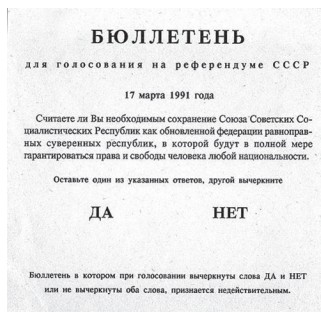 БЮЛЛЕТЕНЬ
для голосования на референдуме СССР
17 марта 1991 года
Считаете ли Вы необходимым сохранение Союза Советских Со-
циалистических Республик как обновленной федерации равноправ-
ных суверенных республик, в которой будут в полной мере
гарантироваться права и свободы человека любой национальности.
Оставьте один из указанных ответов, другой вычеркните
ДА НЕТ
Бюллетень в котором при голосовании вычеркнуты слова ДА и НЕТ
или не вычеркнуты оба слова, признается недействительным.